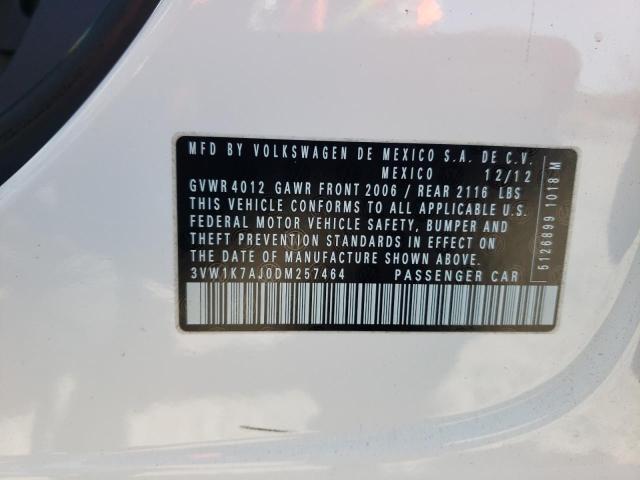 MFD BY VOLKSWAGEN DE MEXICO S.A. DE C.V.
MEXICO 12/12
GVWR 4012 GAWR FRONT 2006 / REAR 2116 LBS
THIS VEHICLE CONFORMS TO ALL APPLICABLE U.S.
FEDERAL MOTOR VEHICLE SAFETY, BUMPER AND
THEFT PREVENTION STANDARDS IN EFFECT ON
THE DATE OF MANUFACTURE SHOWN ABOVE
3VW1K7AJ0DM257464 PASSENGER CAR
5126899 1018 M